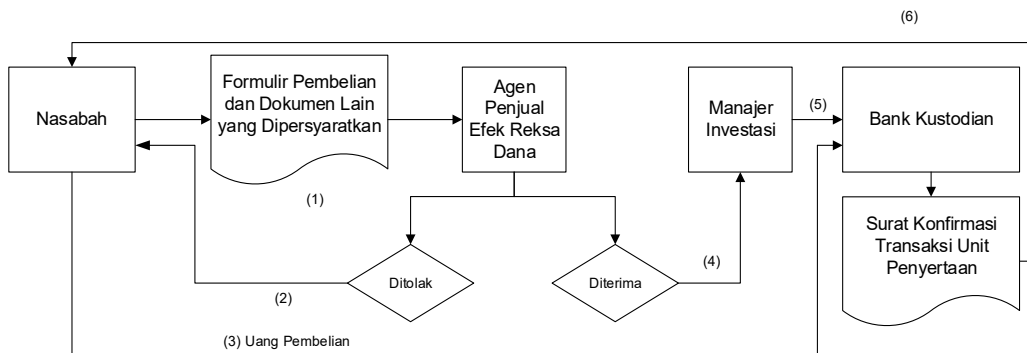 (6)
Nasabah
Formulir Pembelian
dan Dokumen Lain
yang Dipersyaratkan
(1)
Agen
Penjual
Efek Reksa
Dana
Manajer
Investasi
(5)
Bank Kustodian
Surat Konfirmasi
Transaksi Unit
Penyertaan
Ditolak
(2)
Diterima
(4)
(3) Uang Pembelian